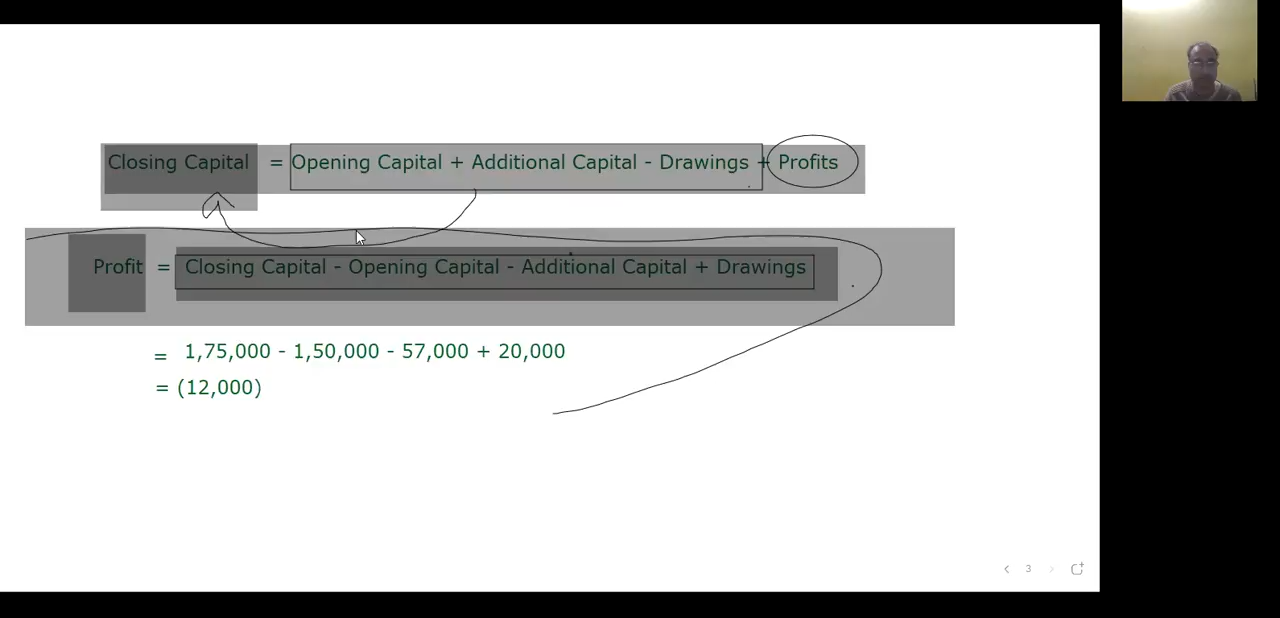 Closing Capital = Opening Capital + Additional Capital - Drawings + Profits
Profit = Closing Capital - Opening Capital - Additional Capital + Drawings
= 1,75,000 - 1,50,000 - 57,000 + 20,000
= (12,000)
3